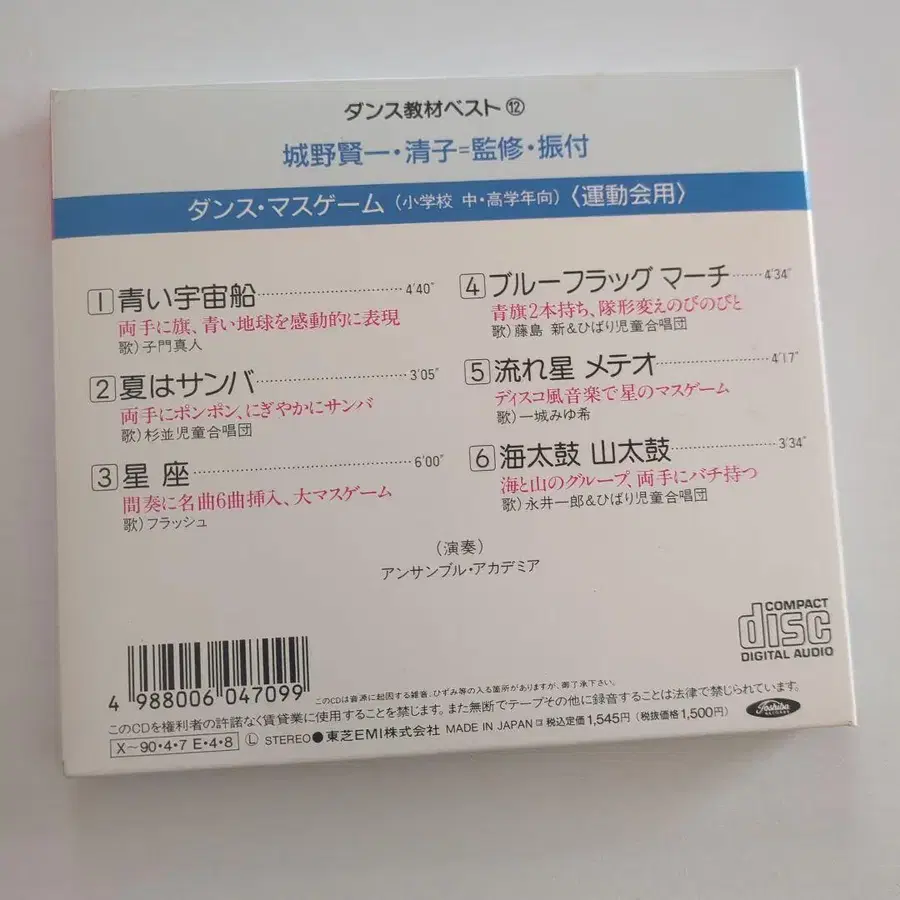 ダンス教材ベスト⑫
城野賢一・清子=監修・振付
ダンス・マスゲーム(小学校 中・高学年向)〈運動会用〉
1 青い宇宙船……………………4′40″
両手に旗、青い地球を感動的に表現
歌)子門真人
2 夏はサンバ……………………3′05″
両手にポンポン、にぎやかにサンバ
歌)杉並児童合唱団
3 星 座……………………6′00″
間奏に名曲6曲挿入、大マスゲーム
歌)フラッシュ
4 ブルーフラッグ マーチ……4′34″
青旗2本持ち、隊形変えのびのびと
歌)藤島 新&ひばり児童合唱団
5 流れ星 メテオ……………4′17″
ディスコ風音楽で星のマスゲーム
歌)一城みゆ希
6 海太鼓 山太鼓……………3′34″
海と山のグループ、両手にバチ持つ
歌)永井一郎&ひばり児童合唱団
(演奏)
アンサンブル・アカデミア
COMPACT
disc
DIGITAL AUDIO
4 988006 047099
このCDは音源に起因する雑音、ひずみ等の入る箇所がありますが、御了承下さい。
このCDを権利者の許諾なく賃貸業に使用することを禁じます。また無断でテープその他に録音することは法律で禁じられています。
X〜90・4・7 E・4・8 Ⓛ STEREO●東芝EMI株式会社 MADE IN JAPAN ロ 税込定価1,545円(税抜価格1,500円)
Toshiba
RECORDS